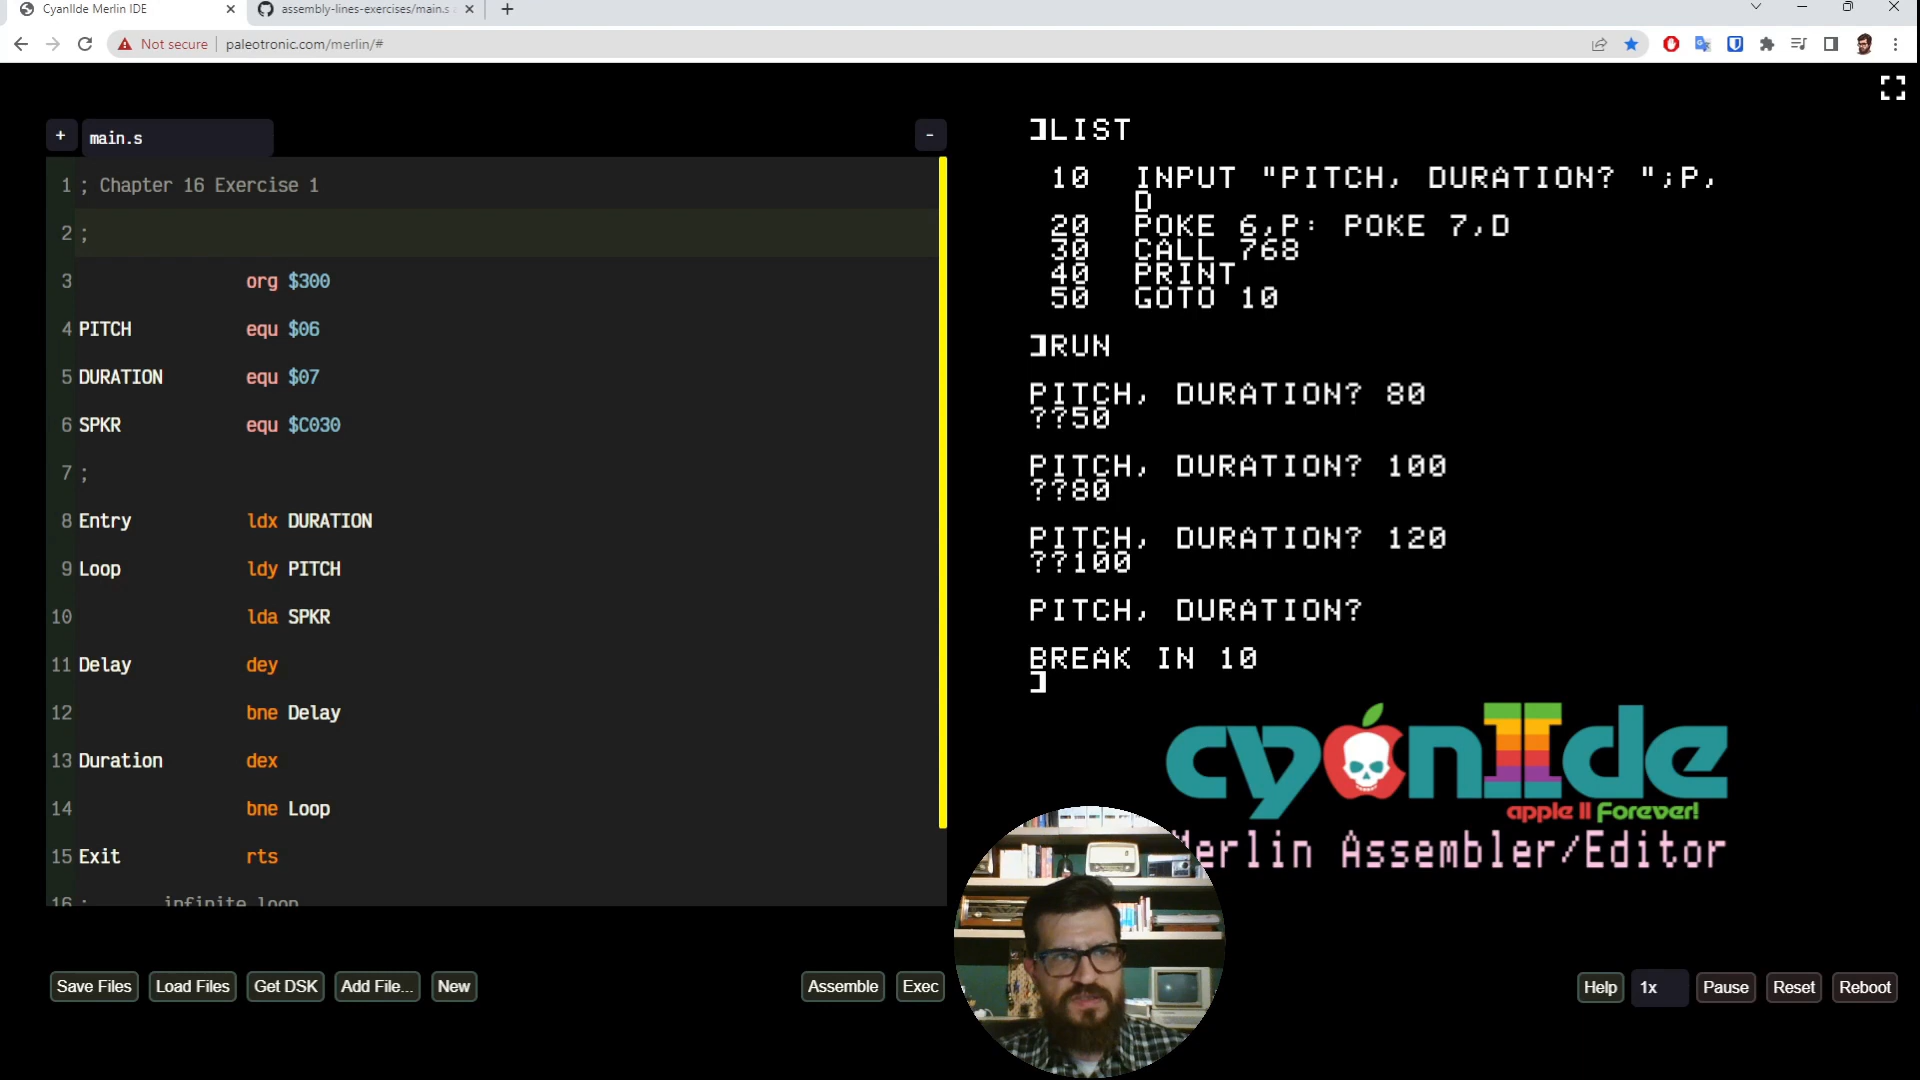 CyanIIde Merlin IDE
assembly-lines-exercises/main.s
Not secure
paleotronic.com/merlin/#
+
main.s
-
1 ; Chapter 16 Exercise 1
2 ;
3 org $300
4 PITCH equ $06
5 DURATION equ $07
6 SPKR equ $C030
7 ;
8 Entry ldx DURATION
9 Loop ldy PITCH
10 lda SPKR
11 Delay dey
12 bne Delay
13 Duration dex
14 bne Loop
15 Exit rts
16 ; infinite loop
Save Files
Load Files
Get DSK
Add File...
New
Assemble
Exec
]LIST
10 INPUT "PITCH, DURATION? ";P,
D
20 POKE 6,P: POKE 7,D
30 CALL 768
40 PRINT
50 GOTO 10
]RUN
PITCH, DURATION? 80
??50
PITCH, DURATION? 100
??80
PITCH, DURATION? 120
??100
PITCH, DURATION?
BREAK IN 10
]
cyanIIde
apple II Forever!
Merlin Assembler/Editor
Help
1x
Pause
Reset
Reboot